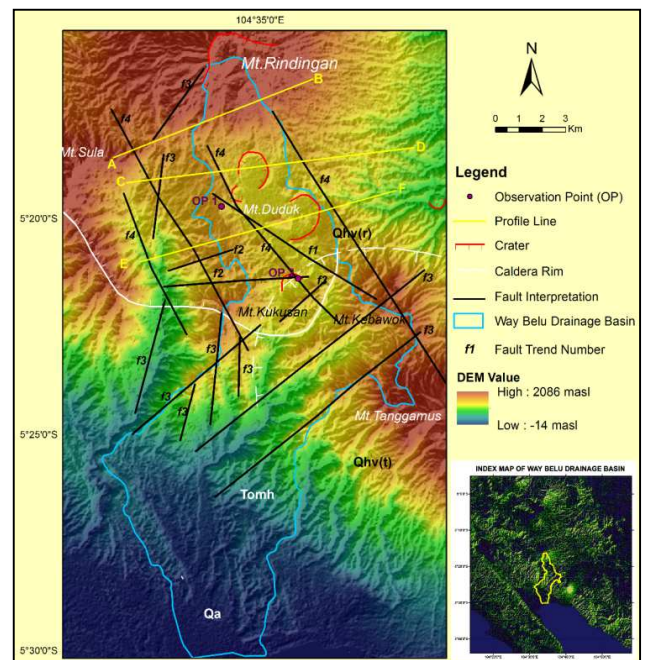 104°35'0"E
Mt.Rindingan
B
f3
f4
Mt.Sula
A
f3
f4
f4
D
C
F
OP 1
Mt.Duduk
5°20'0"S
f4
f4
Qhv(r)
E
f2
f1
f2
OP 2
f3
f3
Mt.Kukusan
Mt.Kebawok
f3
f3
f3
f3
f3
Mt.Tanggamus
5°25'0"S
Qhv(t)
Tomh
Qa
5°30'0"S
N
0 1 2 3
Km
Legend
Observation Point (OP)
Profile Line
Crater
Caldera Rim
Fault Interpretation
Way Belu Drainage Basin
f1 Fault Trend Number
DEM Value
High : 2086 masl
Low : -14 masl
INDEX MAP OF WAY BELU DRAINAGE BASIN